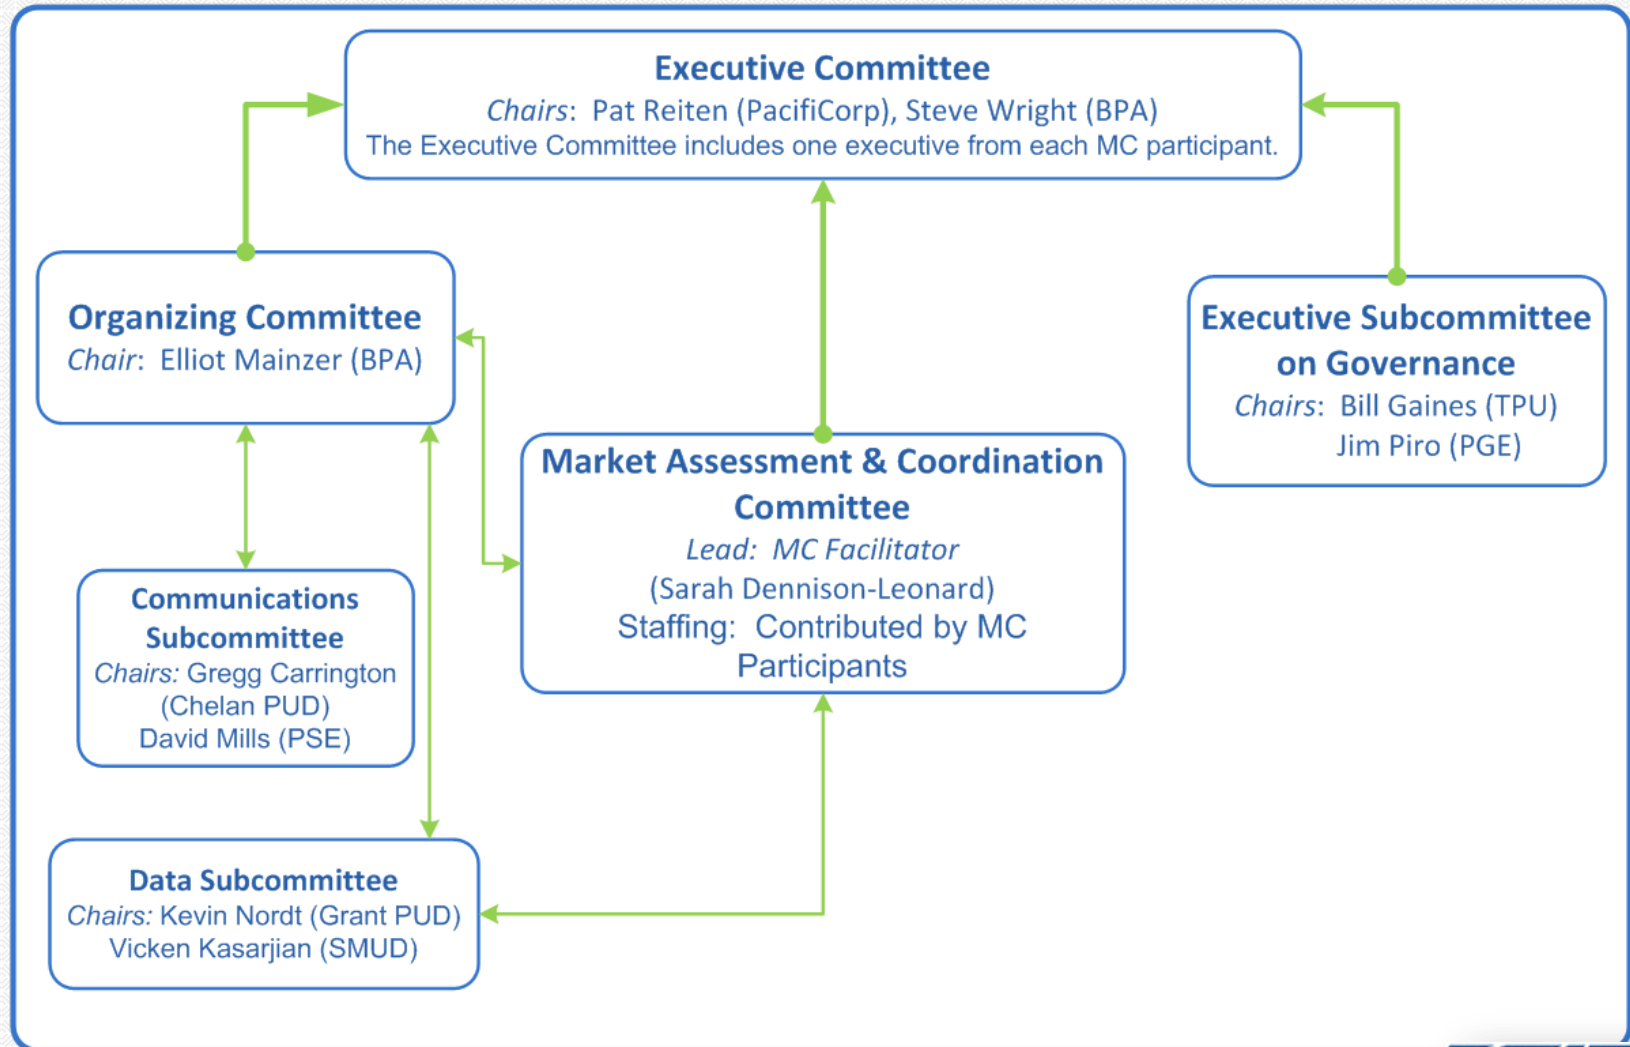 Executive Committee
Chairs: Pat Reiten (PacifiCorp), Steve Wright (BPA)
The Executive Committee includes one executive from each MC participant.
Organizing Committee
Chair: Elliot Mainzer (BPA)
Executive Subcommittee
on Governance
Chairs: Bill Gaines (TPU)
Jim Piro (PGE)
Market Assessment & Coordination
Committee
Lead: MC Facilitator
(Sarah Dennison-Leonard)
Staffing: Contributed by MC
Participants
Communications
Subcommittee
Chairs: Gregg Carrington
(Chelan PUD)
David Mills (PSE)
Data Subcommittee
Chairs: Kevin Nordt (Grant PUD)
Vicken Kasarjian (SMUD)